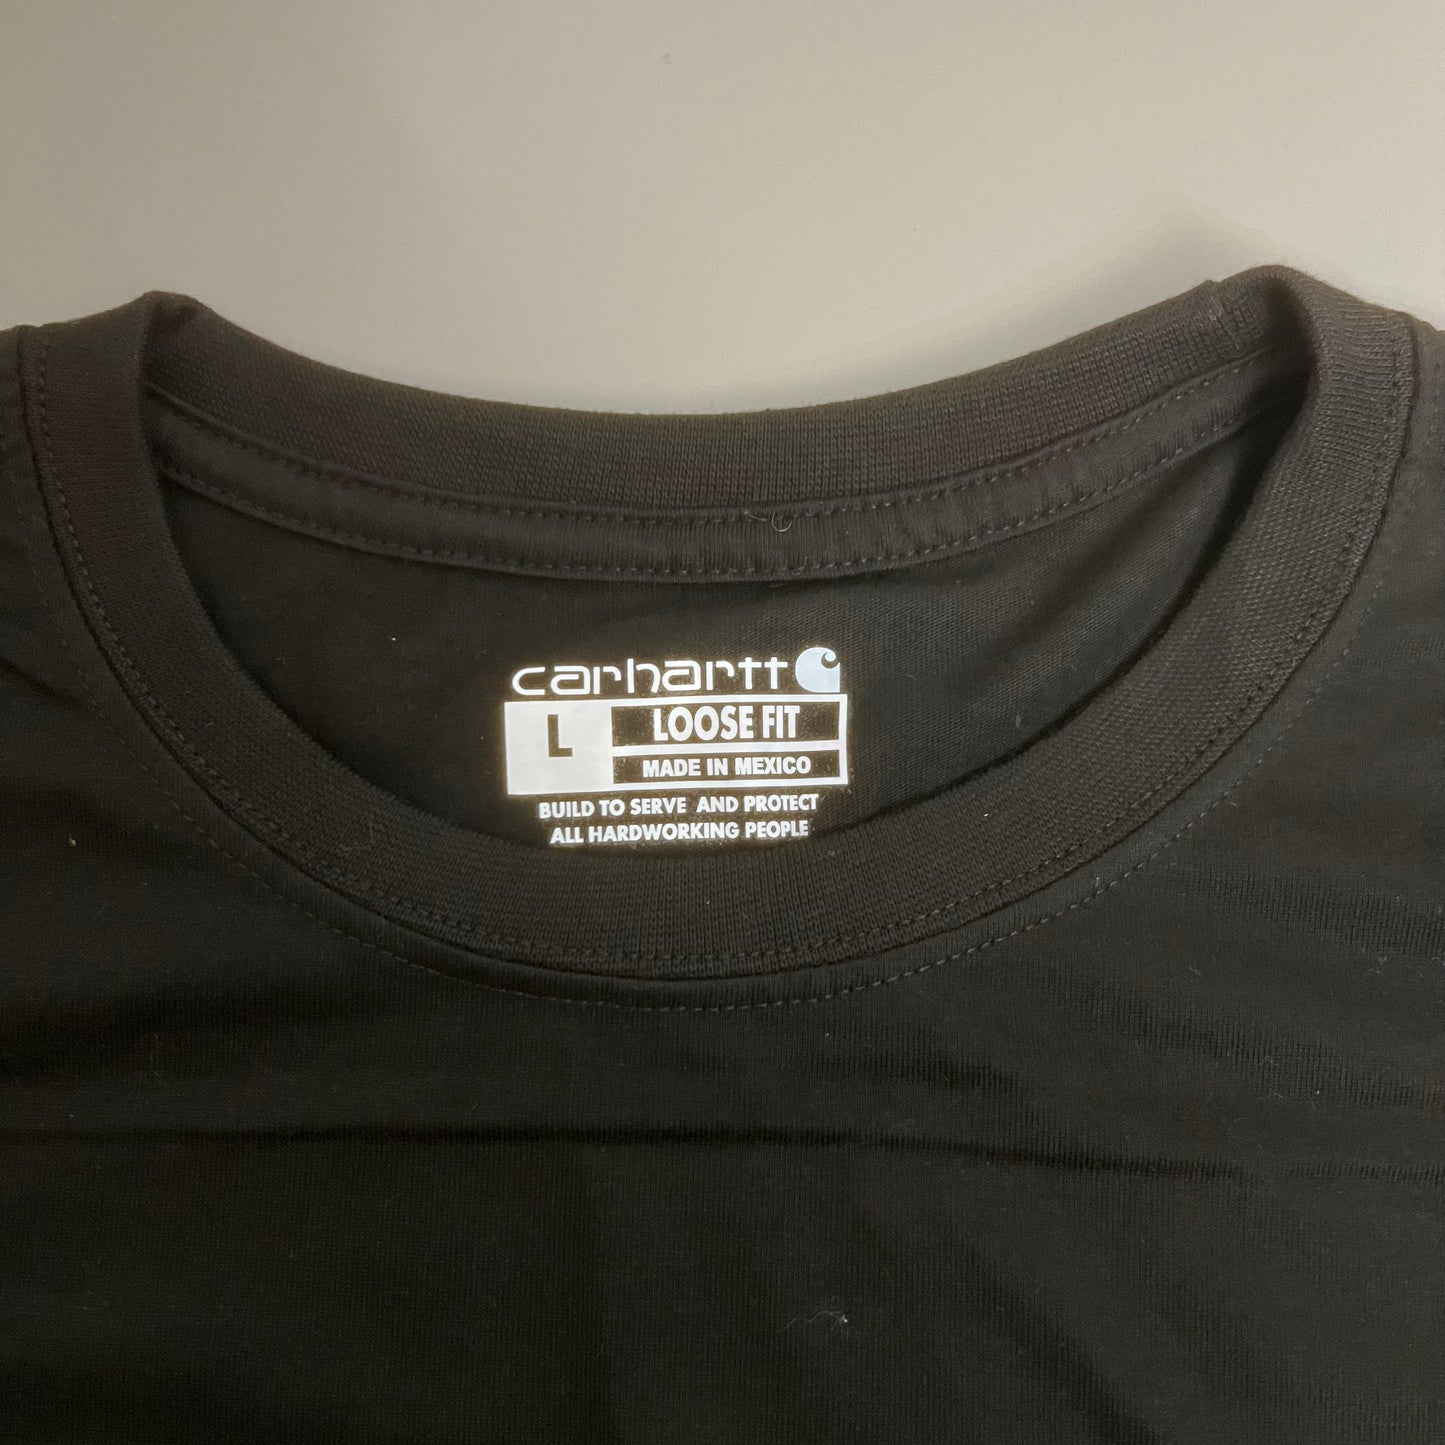 carhartt
L
LOOSE FIT
MADE IN MEXICO
BUILD TO SERVE AND PROTECT
ALL HARDWORKING PEOPLE